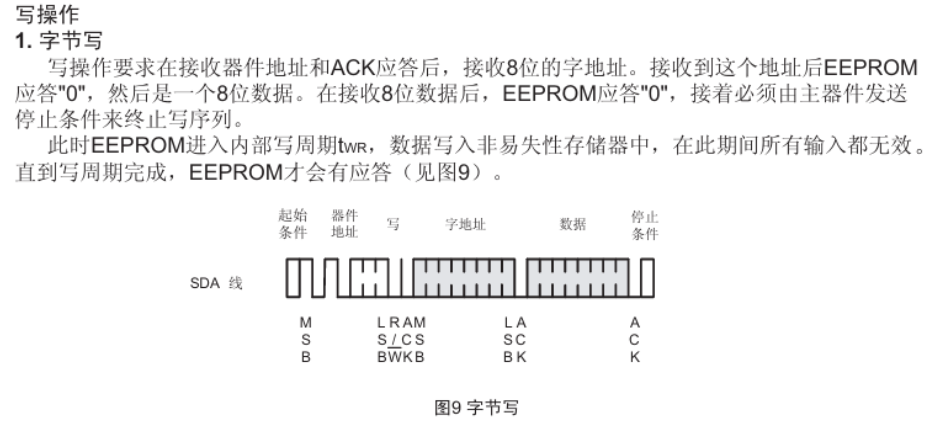 写操作
1. 字节写
写操作要求在接收器件地址和ACK应答后，接收8位的字地址。接收到这个地址后EEPROM
应答"0"，然后是一个8位数据。在接收8位数据后，EEPROM应答"0"，接着必须由主器件发送
停止条件来终止写序列。
此时EEPROM进入内部写周期tWR，数据写入非易失性存储器中，在此期间所有输入都无效。
直到写周期完成，EEPROM才会有应答（见图9）。
起始 器件 停止
条件 地址 写 字地址 数据 条件
SDA 线
M L R A M L A A
S S / C S S C C
B B W K B B K K
图9 字节写